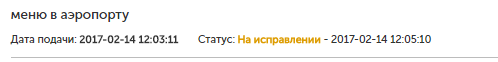 меню в аэропорту
Дата подачи: 2017-02-14 12:03:11 Статус: На исправлении - 2017-02-14 12:05:10